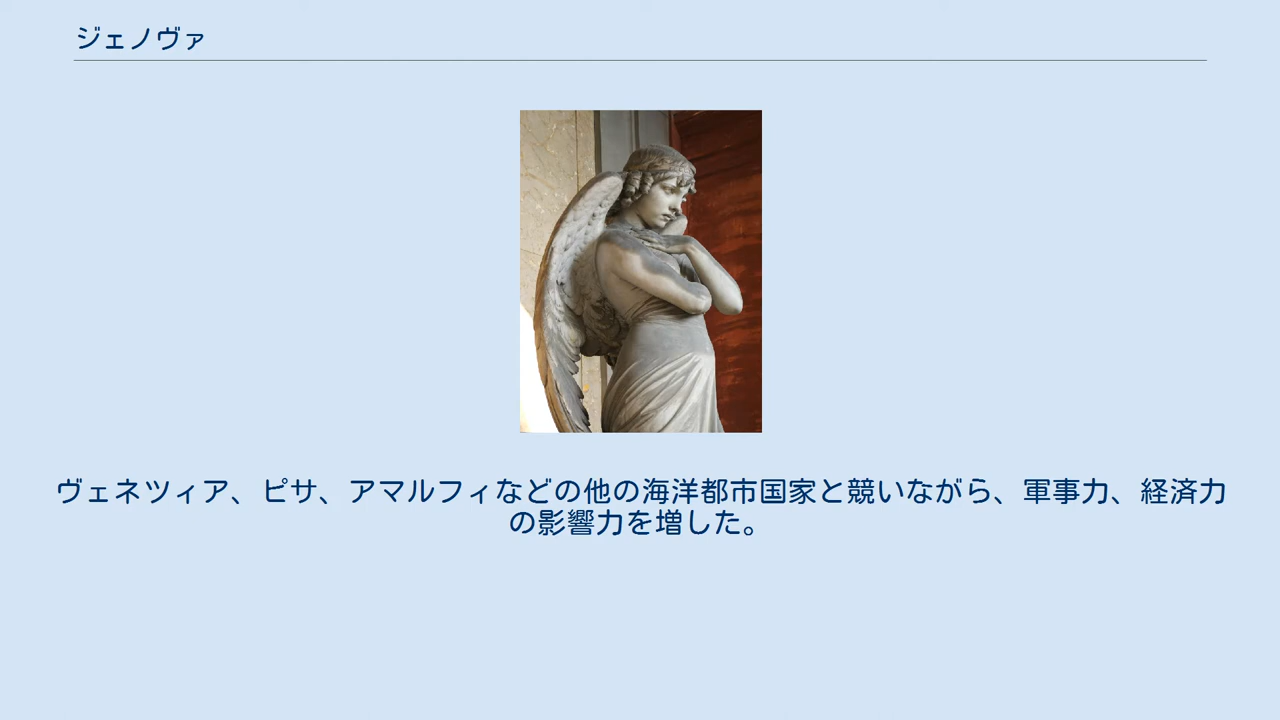 ジェノヴァ
ヴェネツィア、ピサ、アマルフィなどの他の海洋都市国家と競いながら、軍事力、経済力
の影響力を増した。